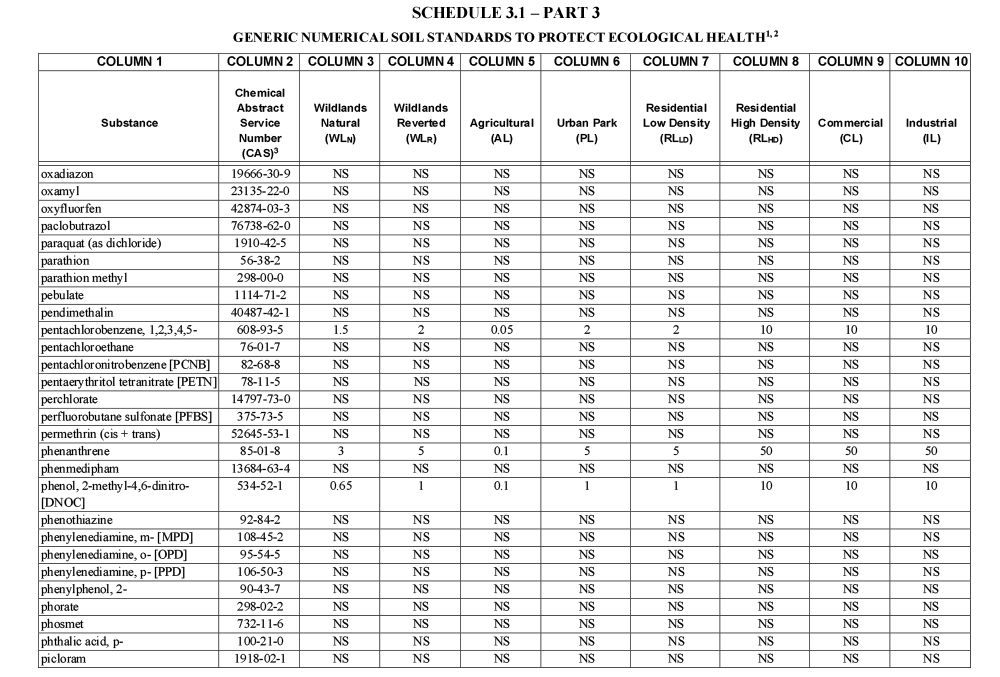 SCHEDULE 3.1 – PART 3
GENERIC NUMERICAL SOIL STANDARDS TO PROTECT ECOLOGICAL HEALTH1, 2
COLUMN 1 COLUMN 2 COLUMN 3 COLUMN 4 COLUMN 5 COLUMN 6 COLUMN 7 COLUMN 8 COLUMN 9 COLUMN 10
Substance Chemical Abstract Service Number (CAS)3 Wildlands Natural (WLN) Wildlands Reverted (WLR) Agricultural (AL) Urban Park (PL) Residential Low Density (RLLD) Residential High Density (RLHD) Commercial (CL) Industrial (IL)
oxadiazon 19666-30-9 NS NS NS NS NS NS NS NS
oxamyl 23135-22-0 NS NS NS NS NS NS NS NS
oxyfluorfen 42874-03-3 NS NS NS NS NS NS NS NS
paclobutrazol 76738-62-0 NS NS NS NS NS NS NS NS
paraquat (as dichloride) 1910-42-5 NS NS NS NS NS NS NS NS
parathion 56-38-2 NS NS NS NS NS NS NS NS
parathion methyl 298-00-0 NS NS NS NS NS NS NS NS
pebulate 1114-71-2 NS NS NS NS NS NS NS NS
pendimethalin 40487-42-1 NS NS NS NS NS NS NS NS
pentachlorobenzene, 1,2,3,4,5- 608-93-5 1.5 2 0.05 2 2 10 10 10
pentachloroethane 76-01-7 NS NS NS NS NS NS NS NS
pentachloronitrobenzene [PCNB] 82-68-8 NS NS NS NS NS NS NS NS
pentaerythritol tetranitrate [PETN] 78-11-5 NS NS NS NS NS NS NS NS
perchlorate 14797-73-0 NS NS NS NS NS NS NS NS
perfluorobutane sulfonate [PFBS] 375-73-5 NS NS NS NS NS NS NS NS
permethrin (cis + trans) 52645-53-1 NS NS NS NS NS NS NS NS
phenanthrene 85-01-8 3 5 0.1 5 5 50 50 50
phenmedipham 13684-63-4 NS NS NS NS NS NS NS NS
phenol, 2-methyl-4,6-dinitro- 534-52-1 0.65 1 0.1 1 1 10 10 10
[DNOC]
phenothiazine 92-84-2 NS NS NS NS NS NS NS NS
phenylenediamine, m- [MPD] 108-45-2 NS NS NS NS NS NS NS NS
phenylenediamine, o- [OPD] 95-54-5 NS NS NS NS NS NS NS NS
phenylenediamine, p- [PPD] 106-50-3 NS NS NS NS NS NS NS NS
phenylphenol, 2- 90-43-7 NS NS NS NS NS NS NS NS
phorate 298-02-2 NS NS NS NS NS NS NS NS
phosmet 732-11-6 NS NS NS NS NS NS NS NS
phthalic acid, p- 100-21-0 NS NS NS NS NS NS NS NS
picloram 1918-02-1 NS NS NS NS NS NS NS NS